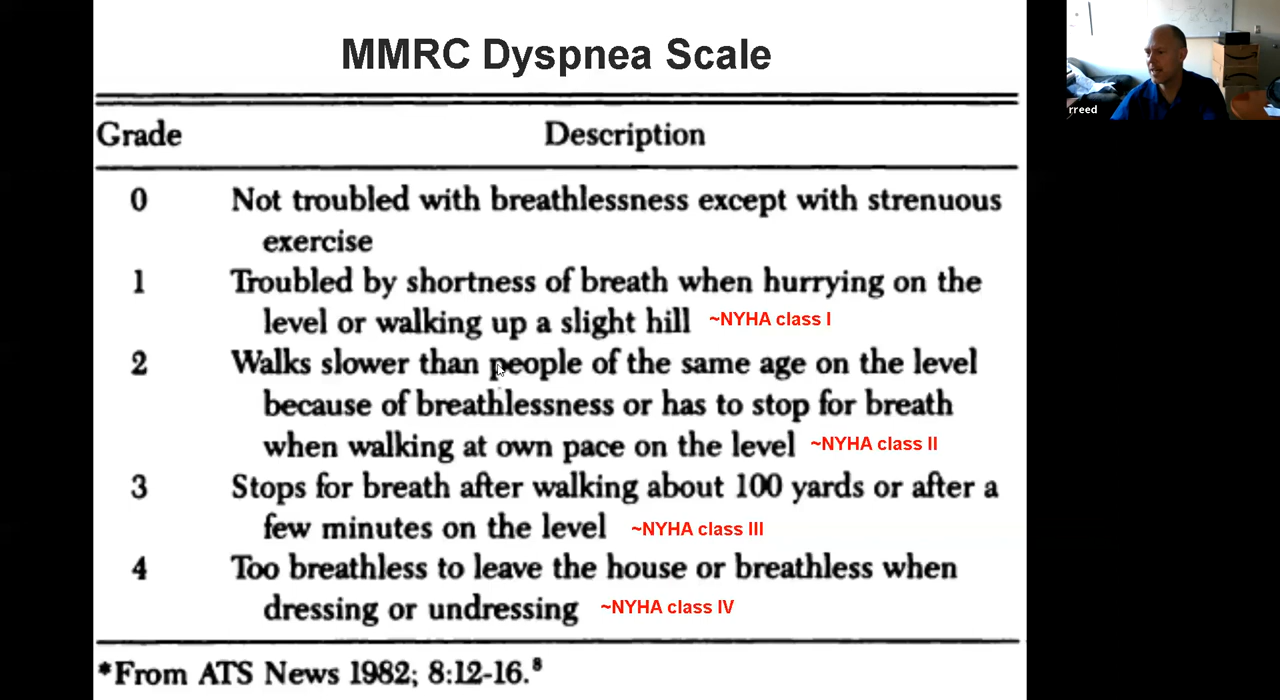 MMRC Dyspnea Scale
Grade Description
0 Not troubled with breathlessness except with strenuous
exercise
1 Troubled by shortness of breath when hurrying on the
level or walking up a slight hill ~NYHA class I
2 Walks slower than people of the same age on the level
because of breathlessness or has to stop for breath
when walking at own pace on the level ~NYHA class II
3 Stops for breath after walking about 100 yards or after a
few minutes on the level ~NYHA class III
4 Too breathless to leave the house or breathless when
dressing or undressing ~NYHA class IV
*From ATS News 1982; 8:12-16.⁸
rreed